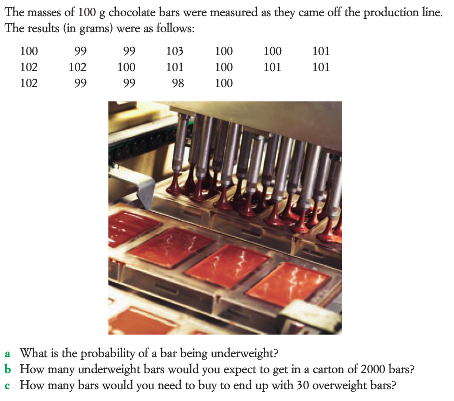 The masses of 100 g chocolate bars were measured as they came off the production line.
The results (in grams) were as follows:
100 99 99 103 100 100 101
102 102 100 101 100 101 101
102 99 99 98 100
a What is the probability of a bar being underweight?
b How many underweight bars would you expect to get in a carton of 2000 bars?
c How many bars would you need to buy to end up with 30 overweight bars?